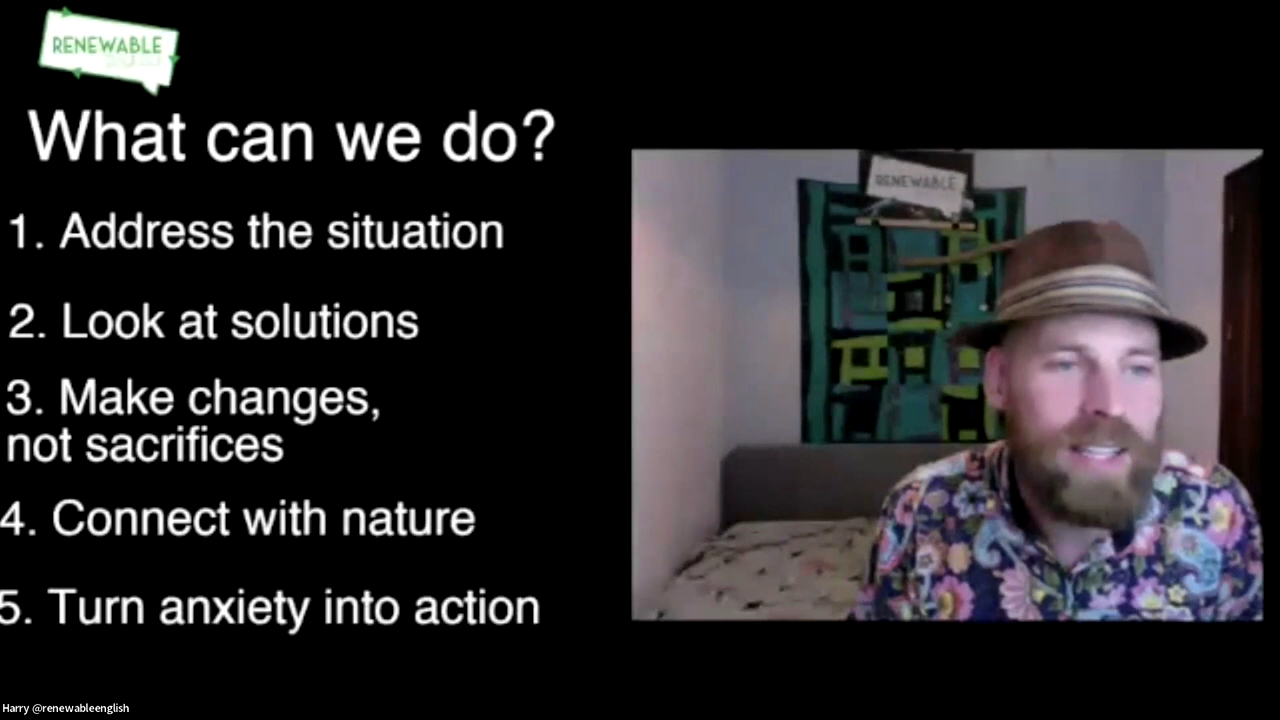 RENEWABLE
What can we do?
1. Address the situation
2. Look at solutions
3. Make changes,
not sacrifices
4. Connect with nature
5. Turn anxiety into action
RENEWABLE
Harry @renewableenglish